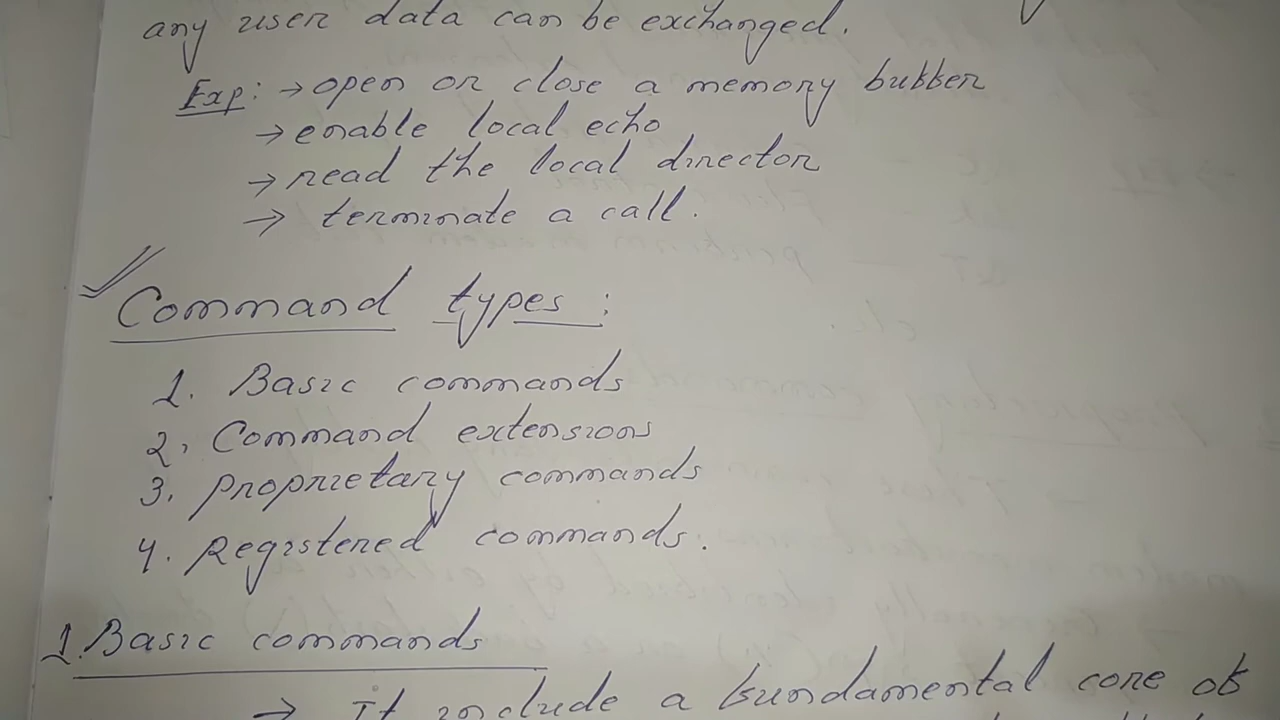 any user data can be exchanged.
Exp: → open or close a memory buffer
→ enable local echo
→ read the local director
→ terminate a call.
Command types :
1. Basic commands
2. Command extensions
3. proprietary commands
4. Registered commands.
1. Basic commands
→ it include a fundamental core of